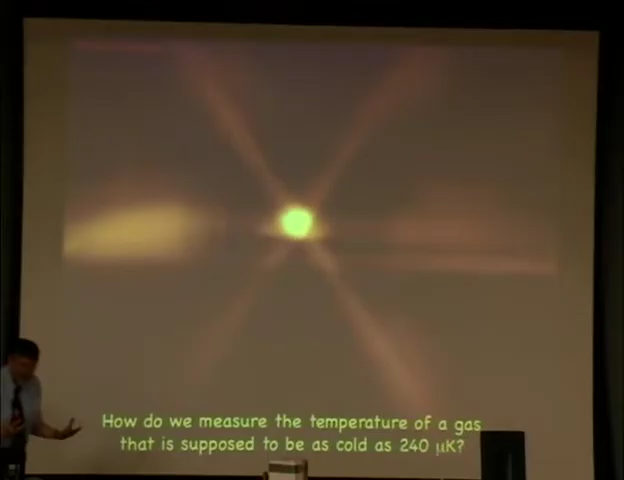 How do we measure the temperature of a gas
that is supposed to be as cold as 240 μK?